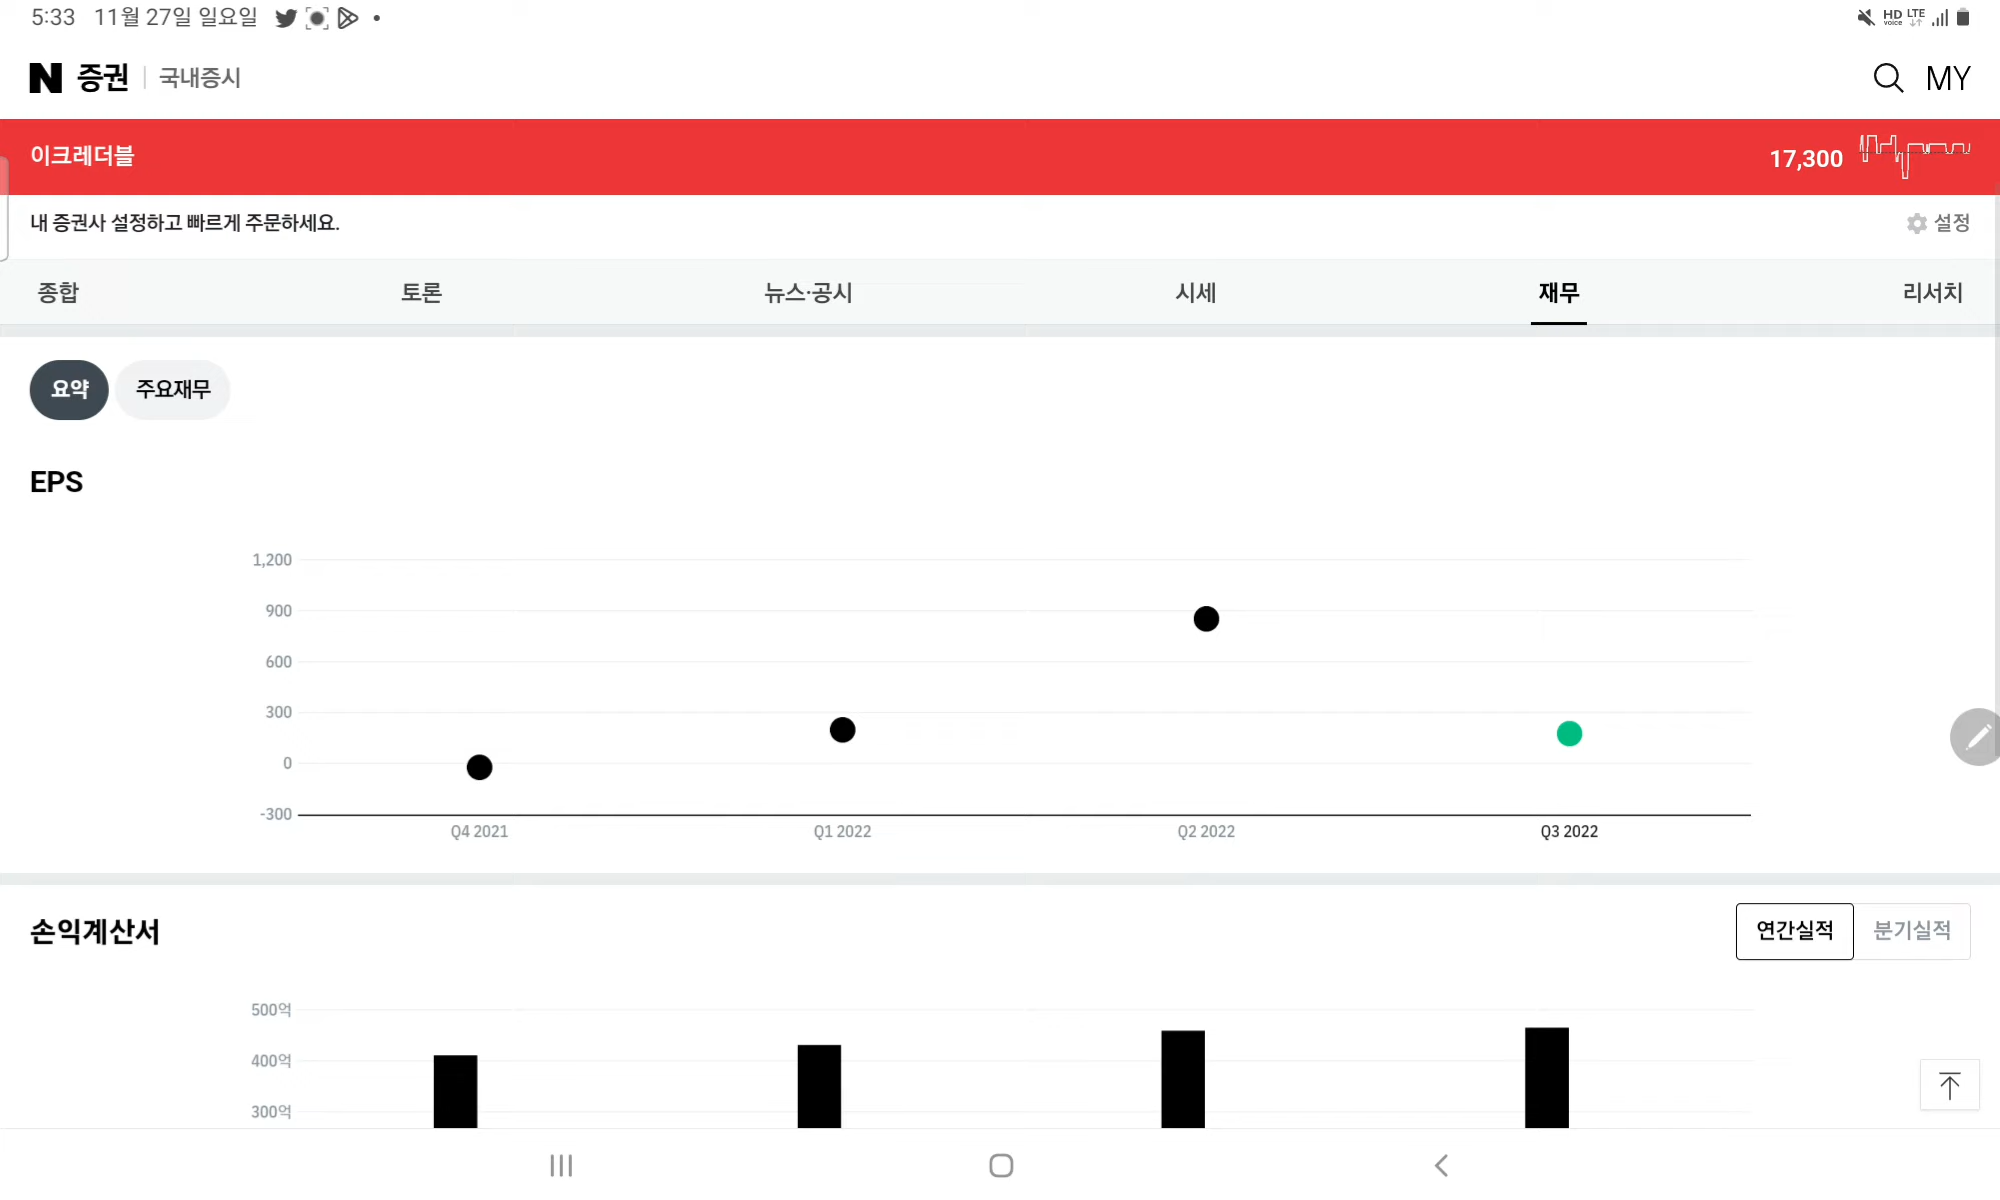 5:33 11월 27일 일요일
HD voice LTE
N 증권 국내증시
MY
이크레더블
17,300
내 증권사 설정하고 빠르게 주문하세요.
설정
종합 토론 뉴스·공시 시세 재무 리서치
요약 주요재무
EPS
1,200
900
600
300
0
-300
Q4 2021 Q1 2022 Q2 2022 Q3 2022
손익계산서
연간실적 분기실적
500억
400억
300억